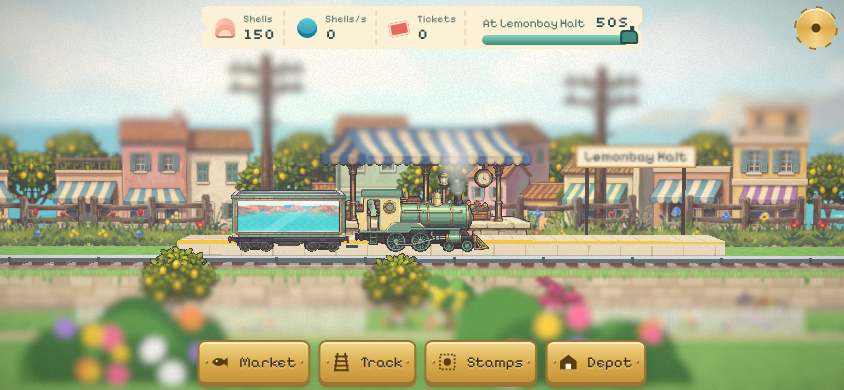 Shells
150
Shells/s
0
Tickets
0
At Lemonbay Halt 50s
Lemonbay Halt
Market
Track
Stamps
Depot